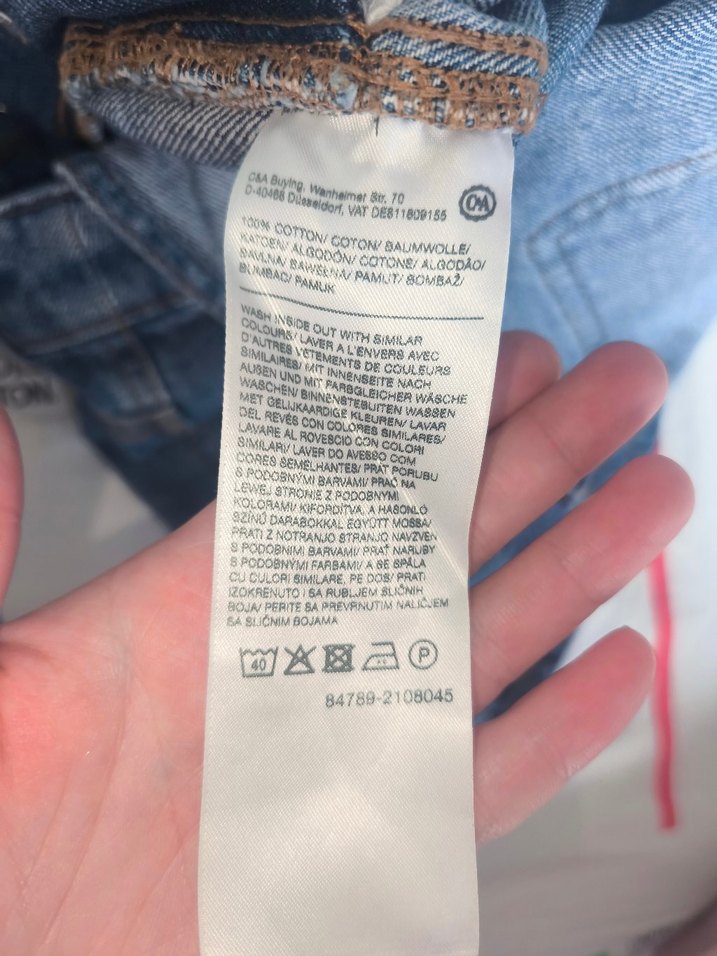 C&A Buying, Wanheimer Str. 70
D-40468 Düsseldorf, VAT DE811809155
C&A
100% COTTON/ COTON/ BAUMWOLLE/
KATOEN/ ALGODÓN/ COTONE/ ALGODÃO/
BAVLNA/ BAWEŁNA/ PAMUT/ BOMBAŽ/
BUMBAC/ PAMUK
WASH INSIDE OUT WITH SIMILAR
COLOURS/ LAVER A L'ENVERS AVEC
D'AUTRES VETEMENTS DE COULEURS
SIMILAIRES/ MIT INNENSEITE NACH
AUßEN UND MIT FARBGLEICHER WÄSCHE
WASCHEN/ BINNENSTEBUITEN WASSEN
MET GELIJKAARDIGE KLEUREN/ LAVAR
DEL REVÉS CON COLORES SIMILARES/
LAVARE AL ROVESCIO CON COLORI
SIMILARI/ LAVER DO AVESSO COM
CORES SEMELHANTES/ PRÁT PORUBU
S PODOBNÝMI BARVAMI/ PRAĆ NA
LEWEJ STRONIE Z PODOBNYMI
KOLORAMI/ KIFORDÍTVA, A HASONLÓ
SZÍNŰ DARABOKKAL EGYÜTT MOSSA/
PRATI Z NOTRANJO STRANJO NAVZVEN
S PODOBNIMI BARVAMI/ PRAŤ NARUBY
S PODOBNÝMI FARBAMI/ A SE SPĂLA
CU CULORI SIMILARE, PE DOS/ PRATI
IZOKRENUTO I SA RUBLJEM SLIČNIH
BOJA/ PERITE SA PREVRNUTIM NALIČJEM
SA SLIČNIM BOJAMA
40 P
84789-2108045
TON